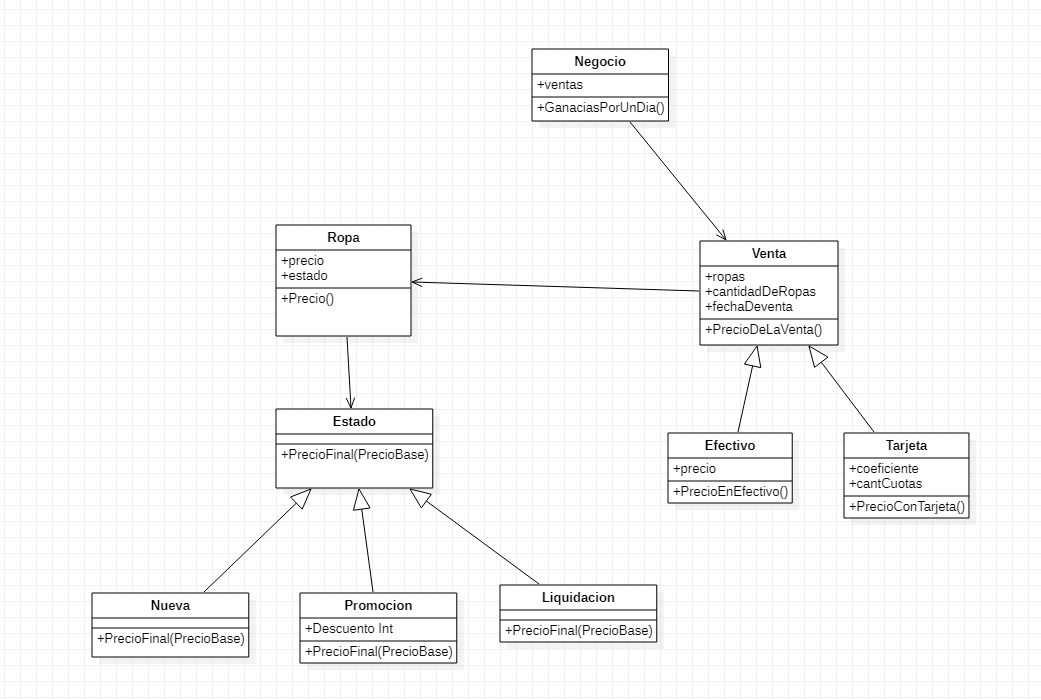 Negocio
+ventas
+GanaciasPorUnDia()
Ropa
+precio
+estado
+Precio()
Venta
+ropas
+cantidadDeRopas
+fechaDeventa
+PrecioDeLaVenta()
Estado
+PrecioFinal(PrecioBase)
Efectivo
+precio
+PrecioEnEfectivo()
Tarjeta
+coeficiente
+cantCuotas
+PrecioConTarjeta()
Nueva
+PrecioFinal(PrecioBase)
Promocion
+Descuento Int
+PrecioFinal(PrecioBase)
Liquidacion
+PrecioFinal(PrecioBase)